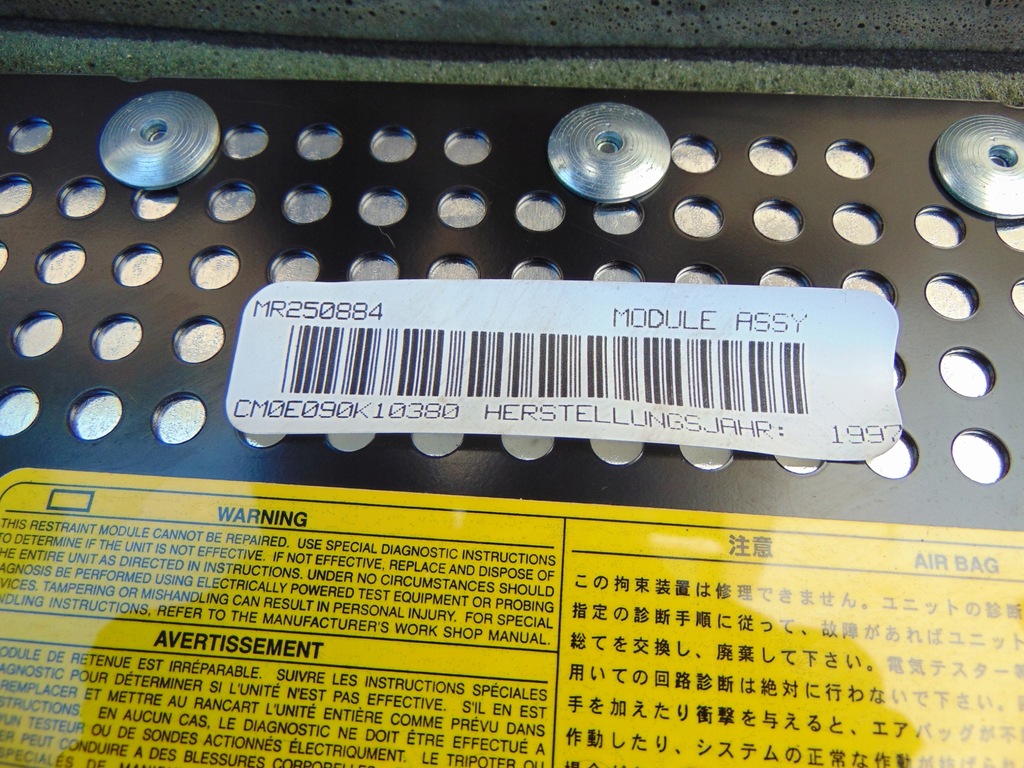 MR250884 MODULE ASSY
CM0E090K10380 HERSTELLUNGSJAHR: 1997
WARNING
THIS RESTRAINT MODULE CANNOT BE REPAIRED. USE SPECIAL DIAGNOSTIC INSTRUCTIONS
TO DETERMINE IF THE UNIT IS NOT EFFECTIVE. IF NOT EFFECTIVE, REPLACE AND DISPOSE OF
THE ENTIRE UNIT AS DIRECTED IN INSTRUCTIONS. UNDER NO CIRCUMSTANCES SHOULD
AGNOSIS BE PERFORMED USING ELECTRICALLY POWERED TEST EQUIPMENT OR PROBING
VICES. TAMPERING OR MISHANDLING CAN RESULT IN PERSONAL INJURY. FOR SPECIAL
NDLING INSTRUCTIONS, REFER TO THE MANUFACTURER'S WORK SHOP MANUAL.
AVERTISSEMENT
ODULE DE RETENUE EST IRRÉPARABLE. SUIVRE LES INSTRUCTIONS SPÉCIALES
AGNOSTIC POUR DÉTERMINER SI L'UNITÉ N'EST PAS EFFECTIVE. S'IL EN EST
REMPLACER ET METTRE AU RANCART L'UNITÉ ENTIÈRE COMME PRÉVU DANS
STRUCTIONS. EN AUCUN CAS, LE DIAGNOSTIC NE DOIT ÊTRE EFFECTUÉ A
'UN TESTEUR OU DE SONDES ACTIONNÉS ÉLECTRIQUMENT. LE TRIPOTER OU
ER PEUT CONDUIRE A DES BLESSURES CORPORELLES
SPÉCIALES DE
注意 AIR BAG
この拘束装置は修理できません。ユニットの診断
指定の診断手順に従って、故障があればユニット
総てを交換し、廃棄して下さい。電気テスター等
用いての回路診断は絶対に行わないで下さい。
手を加えたり衝撃を与えると、エアバッグが不
作動したり、システムの正常な作動が妨げられ
場合が